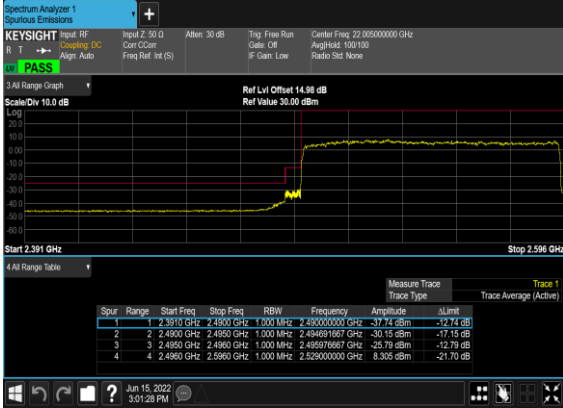 Spectrum Analyzer 1
Spurious Emissions
+
KEYSIGHT Input: RF Input Z: 50 Ω Atten: 30 dB Trig: Free Run Center Freq: 22.005000000 GHz
R T Coupling: DC Corr CCorr Gate: Off Avg|Hold: 100/100
Align: Auto Freq Ref: Int (S) IF Gain: Low Radio Std: None
PASS
3 All Range Graph
Ref Lvl Offset 14.98 dB
Scale/Div 10.0 dB Ref Value 30.00 dBm
Log
20.0
10.0
0.00
-10.0
-20.0
-30.0
-40.0
-50.0
-60.0
Start 2.391 GHz Stop 2.596 GHz
4 All Range Table
Measure Trace Trace 1
Trace Type Trace Average (Active)
Spur Range Start Freq Stop Freq RBW Frequency Amplitude ΔLimit
1 1 2.3910 GHz 2.4900 GHz 1.000 MHz 2.490000000 GHz -37.74 dBm -12.74 dB
2 2 2.4900 GHz 2.4950 GHz 1.000 MHz 2.494691667 GHz -30.15 dBm -17.15 dB
3 3 2.4950 GHz 2.4960 GHz 1.000 MHz 2.495976667 GHz -25.79 dBm -12.79 dB
4 4 2.4960 GHz 2.5960 GHz 1.000 MHz 2.529000000 GHz 8.305 dBm -21.70 dB
? Jun 15, 2022
3:01:28 PM